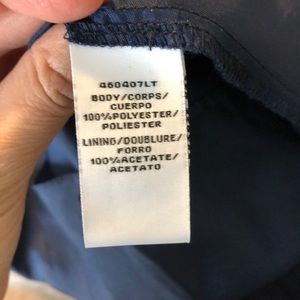 460407LT
BODY/CORPS/
CUERPO
100%POLYESTER/
POLIESTER
LINING/DOUBLURE/
FORRO
100%ACETATE/
ACETATO